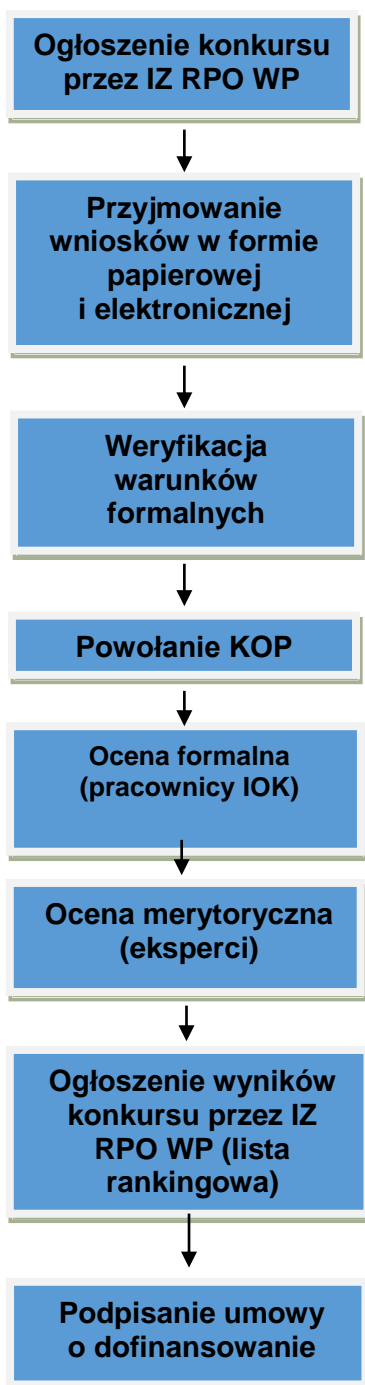 Ogłoszenie konkursu
przez IZ RPO WP
Przyjmowanie
wniosków w formie
papierowej
i elektronicznej
Weryfikacja
warunków
formalnych
Powołanie KOP
Ocena formalna
(pracownicy IOK)
Ocena merytoryczna
(eksperci)
Ogłoszenie wyników
konkursu przez IZ
RPO WP (lista
rankingowa)
Podpisanie umowy
o dofinansowanie